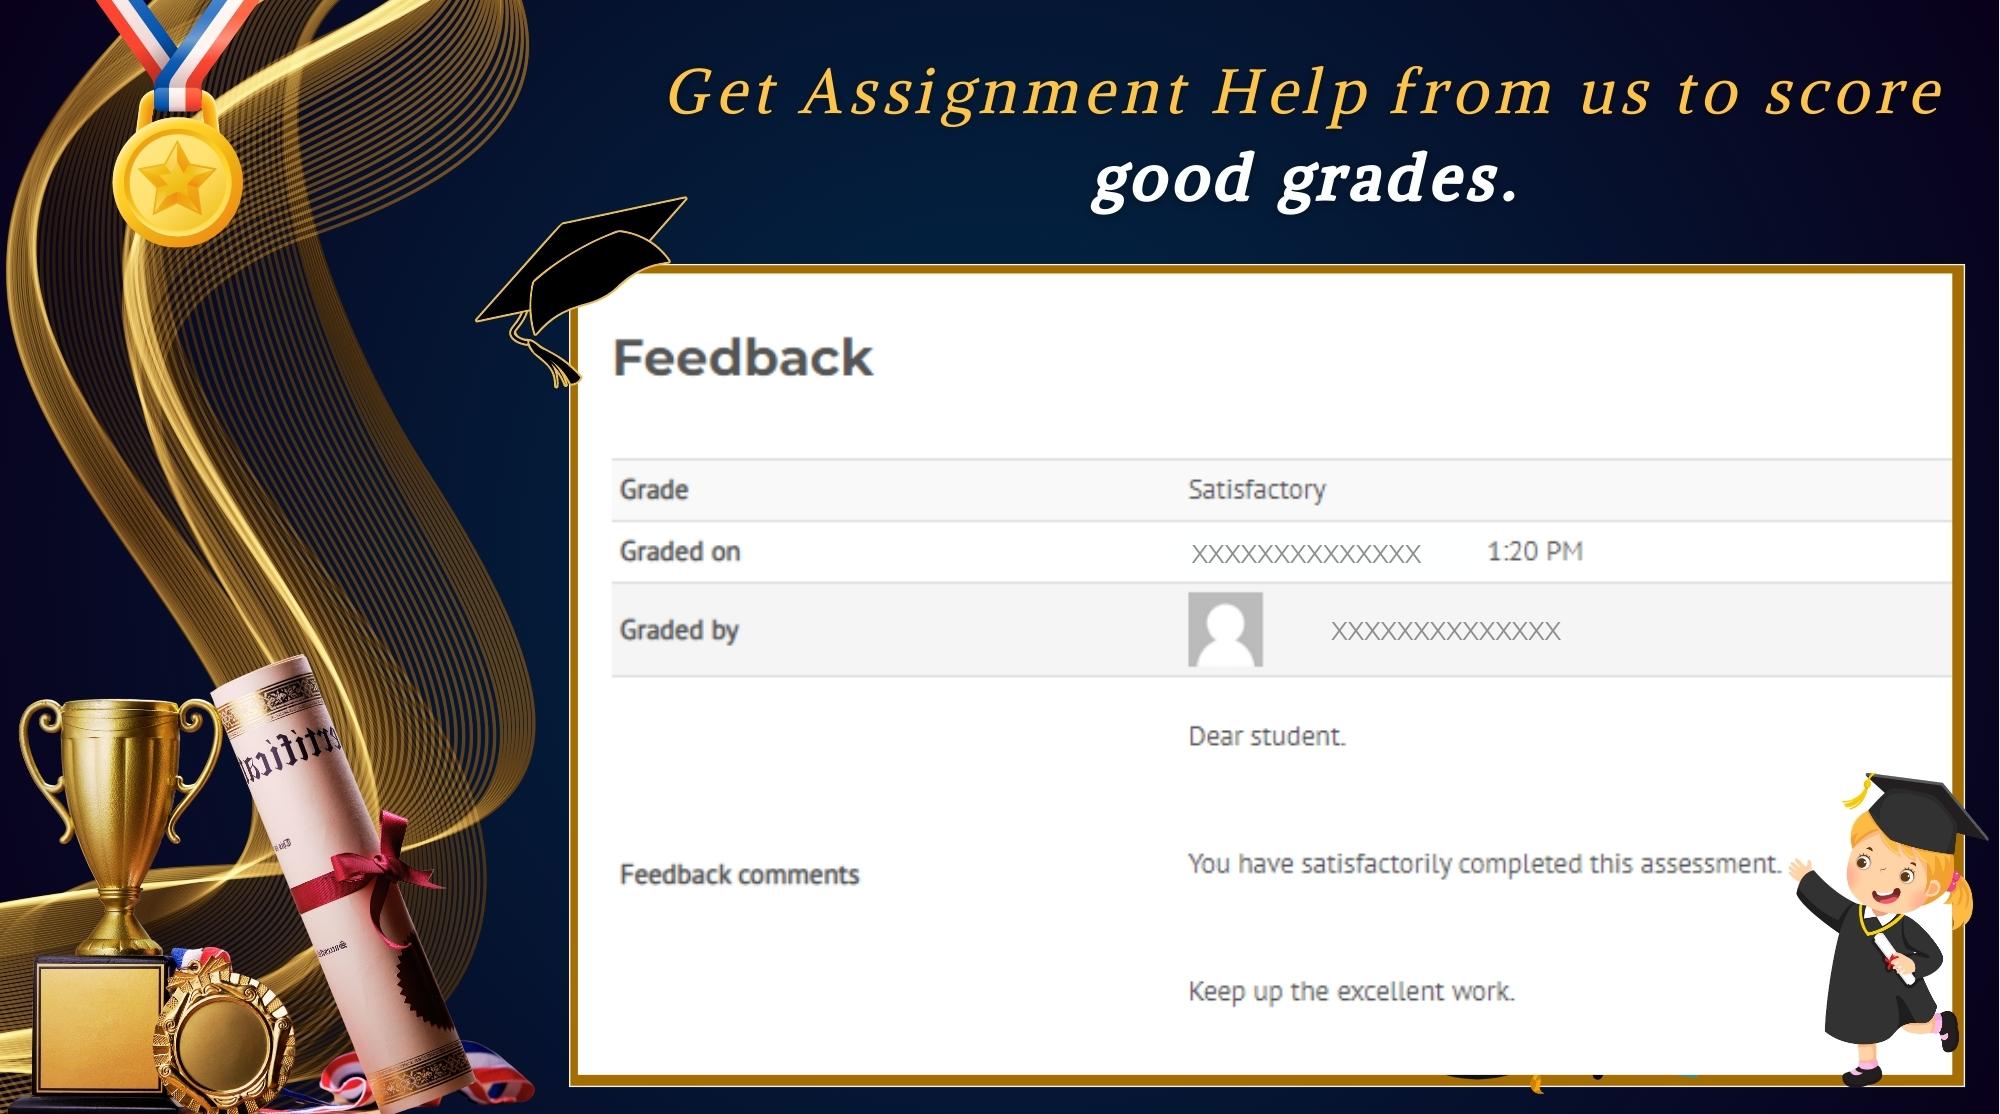 Get Assignment Help from us to score
good grades.
Feedback
Grade Satisfactory
Graded on XXXXXXXXXXXXXX 1:20 PM
Graded by XXXXXXXXXXXXXX
Dear student.
Feedback comments
You have satisfactorily completed this assessment.
Keep up the excellent work.